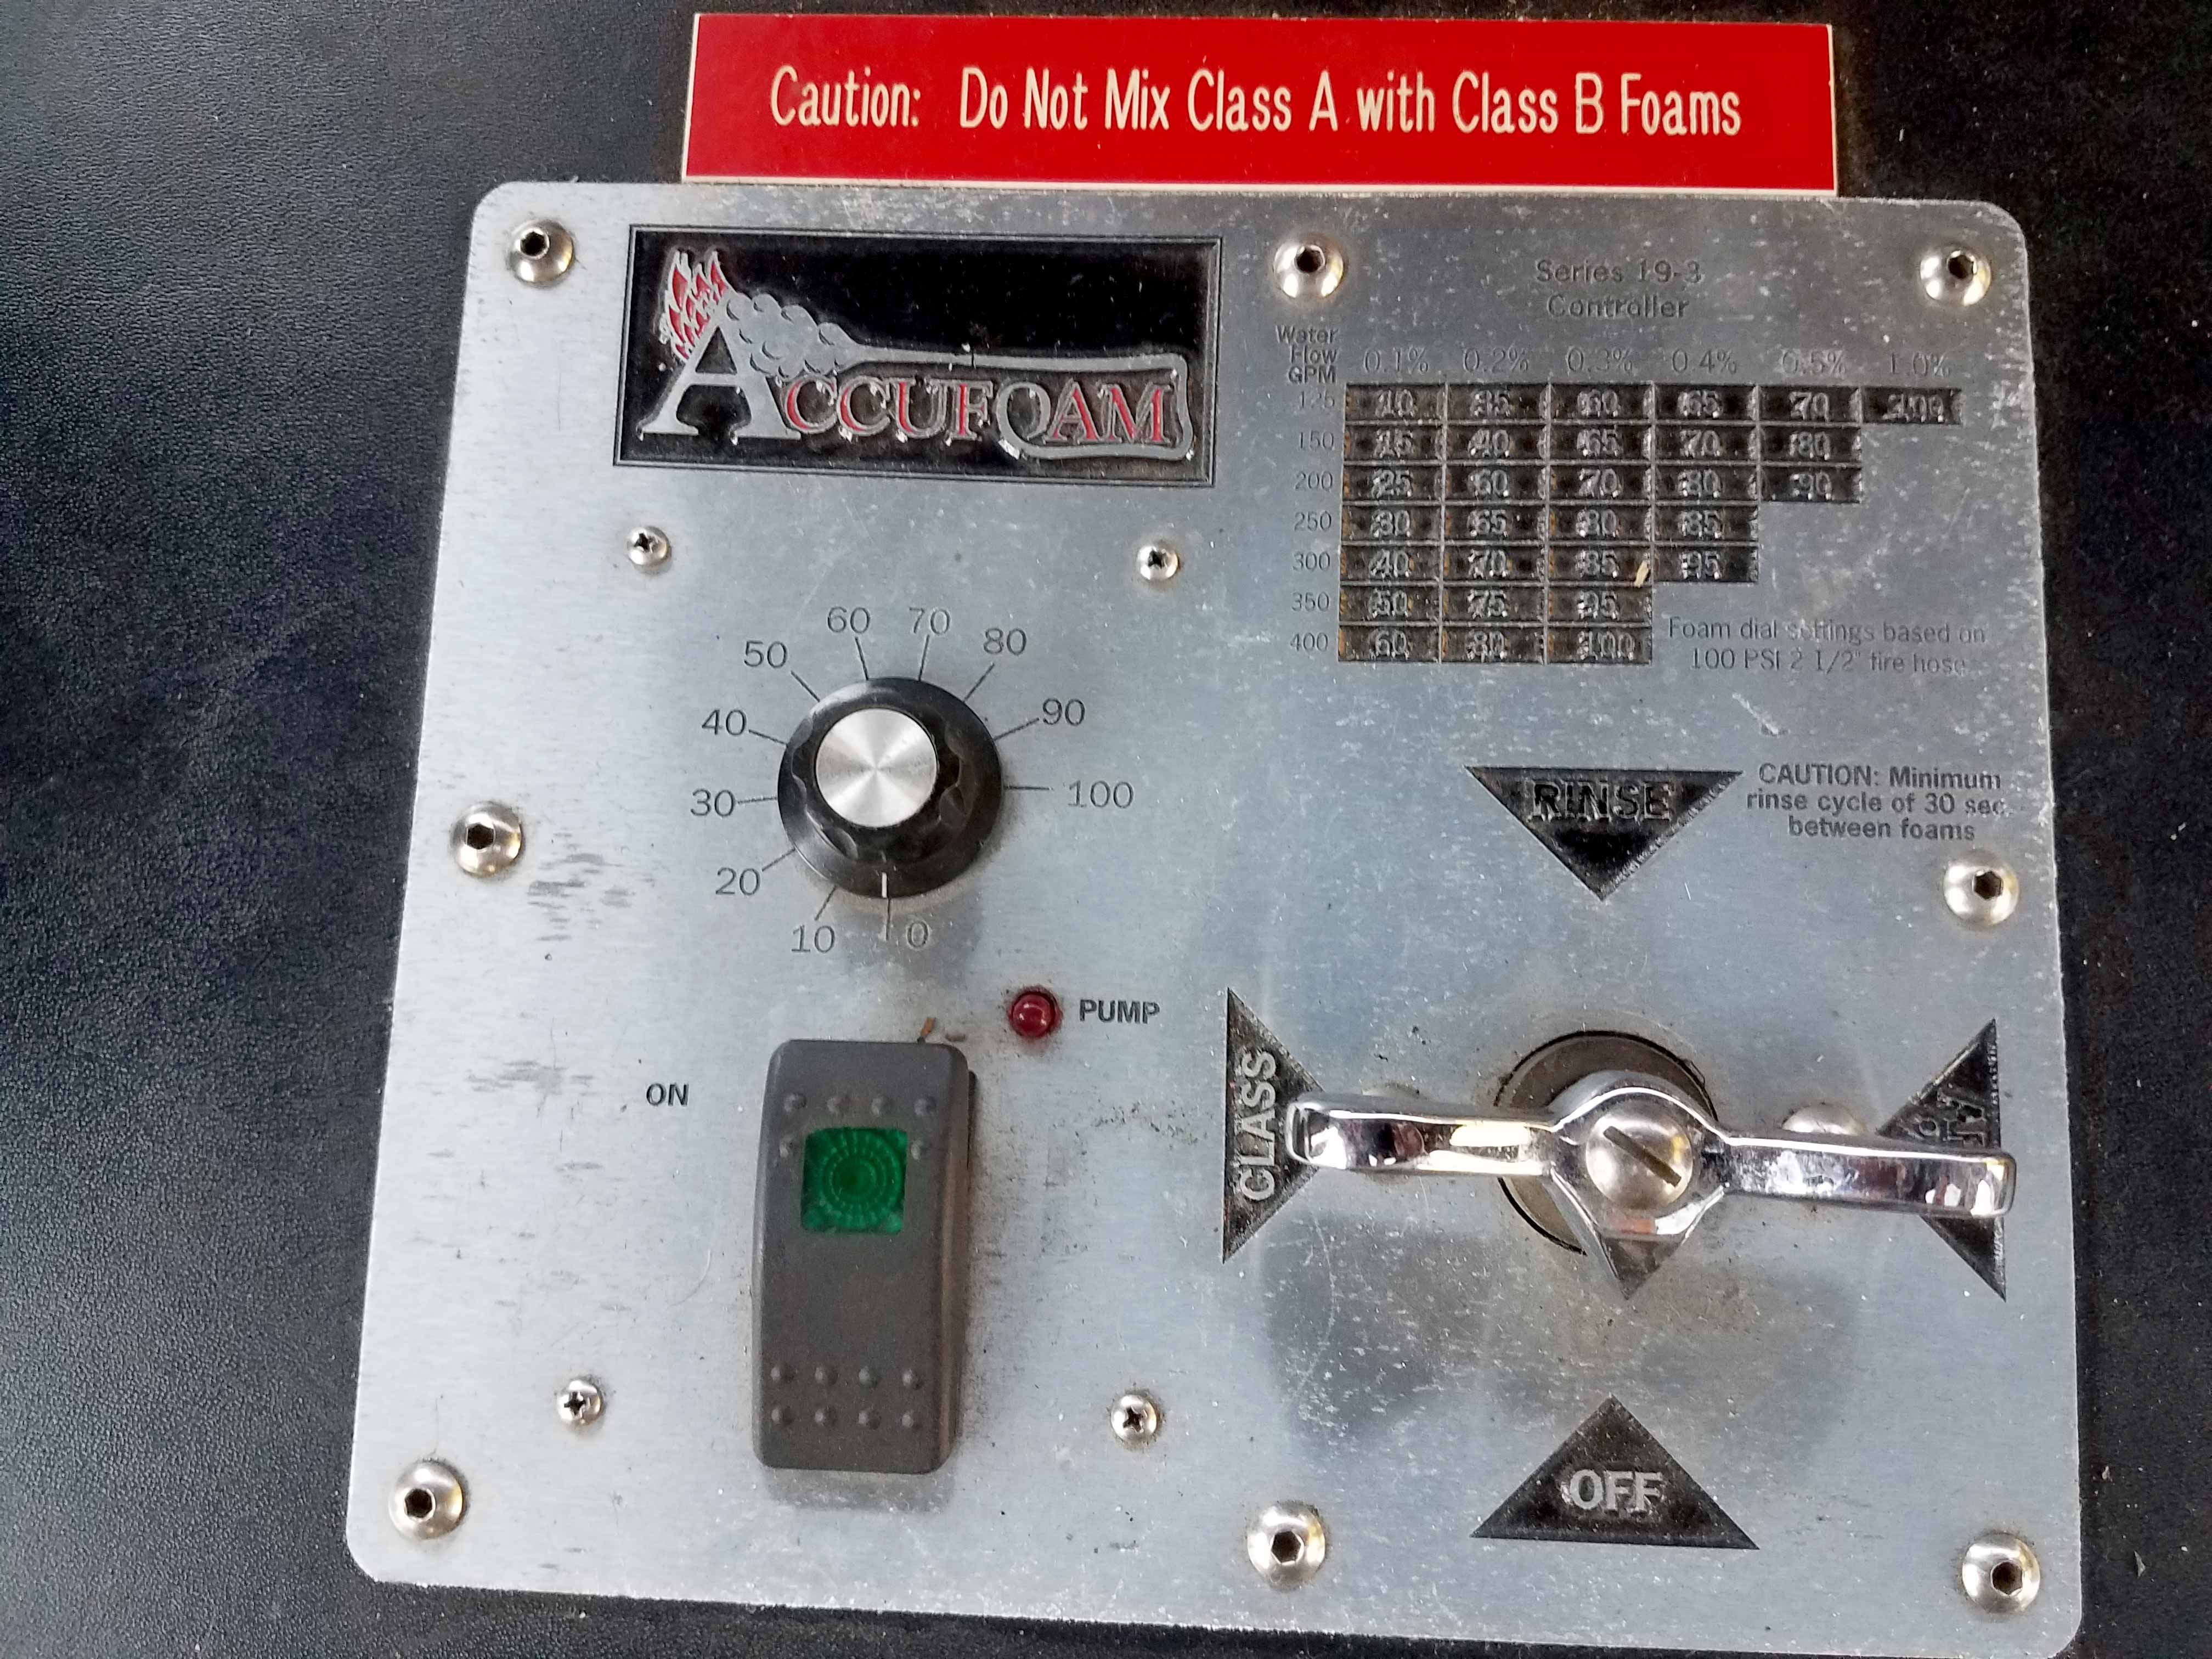 Caution: Do Not Mix Class A with Class B Foams
ACCUFOAM
Series 19-3
Controller
Water
Flow
GPM
0.1% 0.2% 0.3% 0.4% 0.5% 1.0%
125 10 35 60 65 70 100
150 15 40 65 70 80
200 25 60 70 80 90
250 30 65 80 85
300 40 70 85 95
350 50 75 95
400 60 80 100
Foam dial settings based on
100 PSI 2 1/2" fire hose
0 10 20 30 40 50 60 70 80 90 100
RINSE
CAUTION: Minimum
rinse cycle of 30 sec.
between foams
PUMP
ON
CLASS
OFF